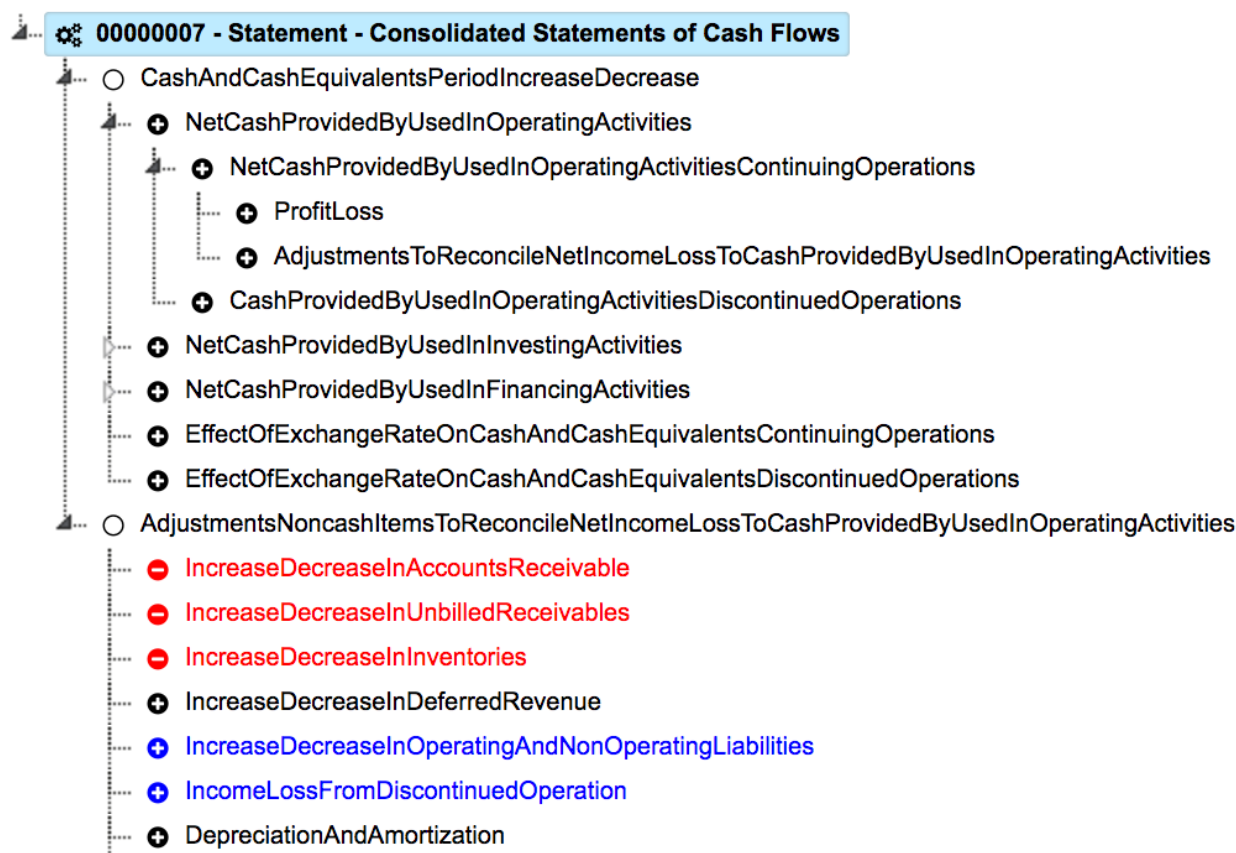 00000007 - Statement - Consolidated Statements of Cash Flows
CashAndCashEquivalentsPeriodIncreaseDecrease
NetCashProvidedByUsedInOperatingActivities
NetCashProvidedByUsedInOperatingActivitiesContinuingOperations
ProfitLoss
AdjustmentsToReconcileNetIncomeLossToCashProvidedByUsedInOperatingActivities
CashProvidedByUsedInOperatingActivitiesDiscontinuedOperations
NetCashProvidedByUsedInInvestingActivities
NetCashProvidedByUsedInFinancingActivities
EffectOfExchangeRateOnCashAndCashEquivalentsContinuingOperations
EffectOfExchangeRateOnCashAndCashEquivalentsDiscontinuedOperations
AdjustmentsNoncashItemsToReconcileNetIncomeLossToCashProvidedByUsedInOperatingActivities
IncreaseDecreaseInAccountsReceivable
IncreaseDecreaseInUnbilledReceivables
IncreaseDecreaseInInventories
IncreaseDecreaseInDeferredRevenue
IncreaseDecreaseInOperatingAndNonOperatingLiabilities
IncomeLossFromDiscontinuedOperation
DepreciationAndAmortization